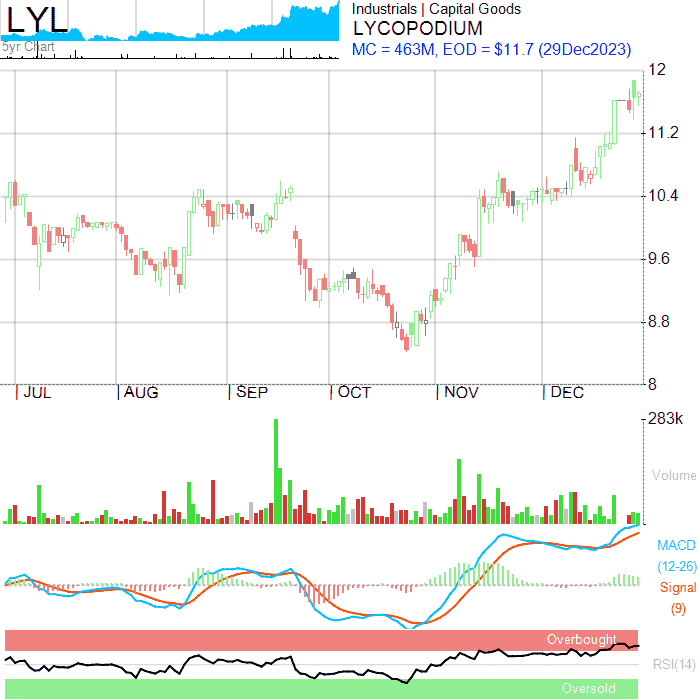 LYL
5yr Chart
Industrials | Capital Goods
LYCOPODIUM
MC = 463M, EOD = $11.7 (29Dec2023)
12
11.2
10.4
9.6
8.8
8
JUL AUG SEP OCT NOV DEC
283k
Volume
MACD
(12-26)
Signal
(9)
Overbought
RSI(14)
Oversold